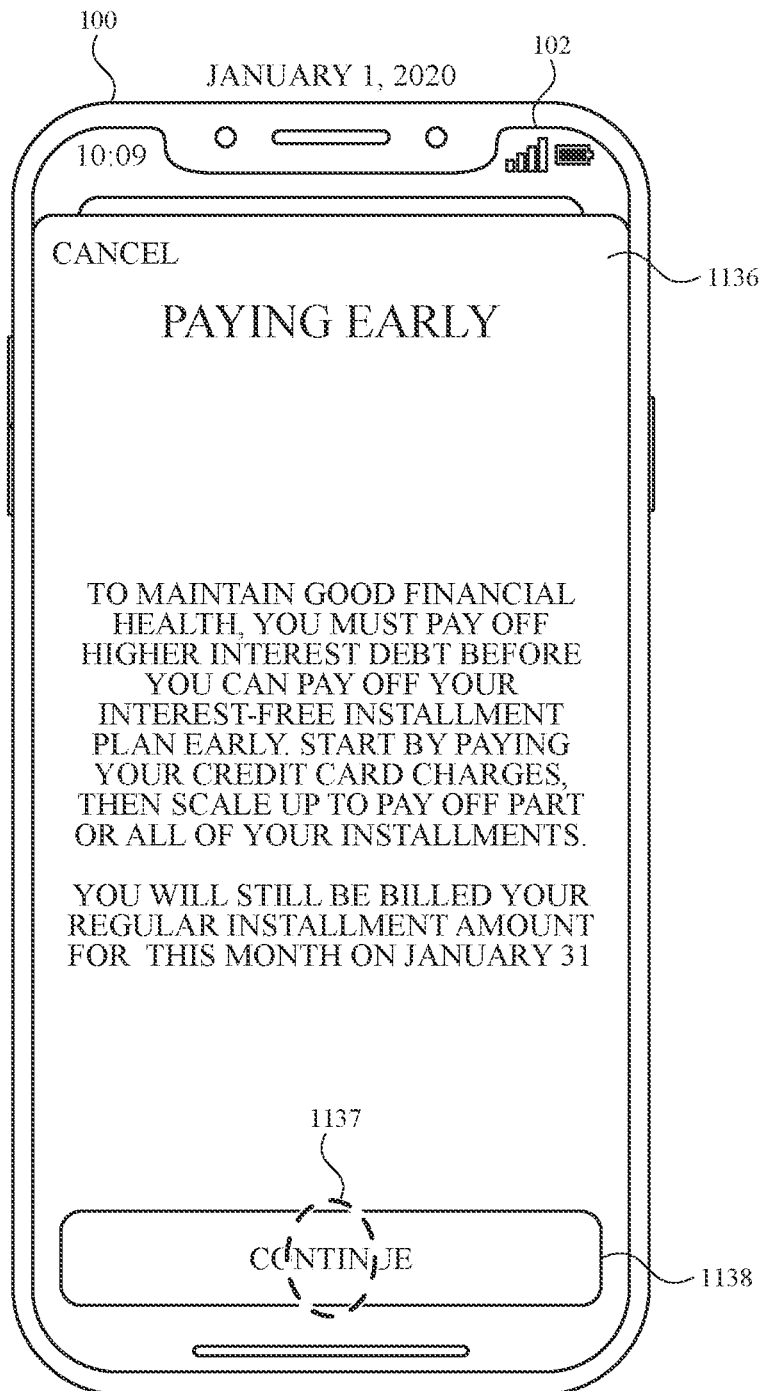 100
102
JANUARY 1, 2020
10:09
CANCEL
1136
PAYING EARLY
TO MAINTAIN GOOD FINANCIAL
HEALTH, YOU MUST PAY OFF
HIGHER INTEREST DEBT BEFORE
YOU CAN PAY OFF YOUR
INTEREST-FREE INSTALLMENT
PLAN EARLY. START BY PAYING
YOUR CREDIT CARD CHARGES,
THEN SCALE UP TO PAY OFF PART
OR ALL OF YOUR INSTALLMENTS.
YOU WILL STILL BE BILLED YOUR
REGULAR INSTALLMENT AMOUNT
FOR THIS MONTH ON JANUARY 31
1137
CONTINUE
1138